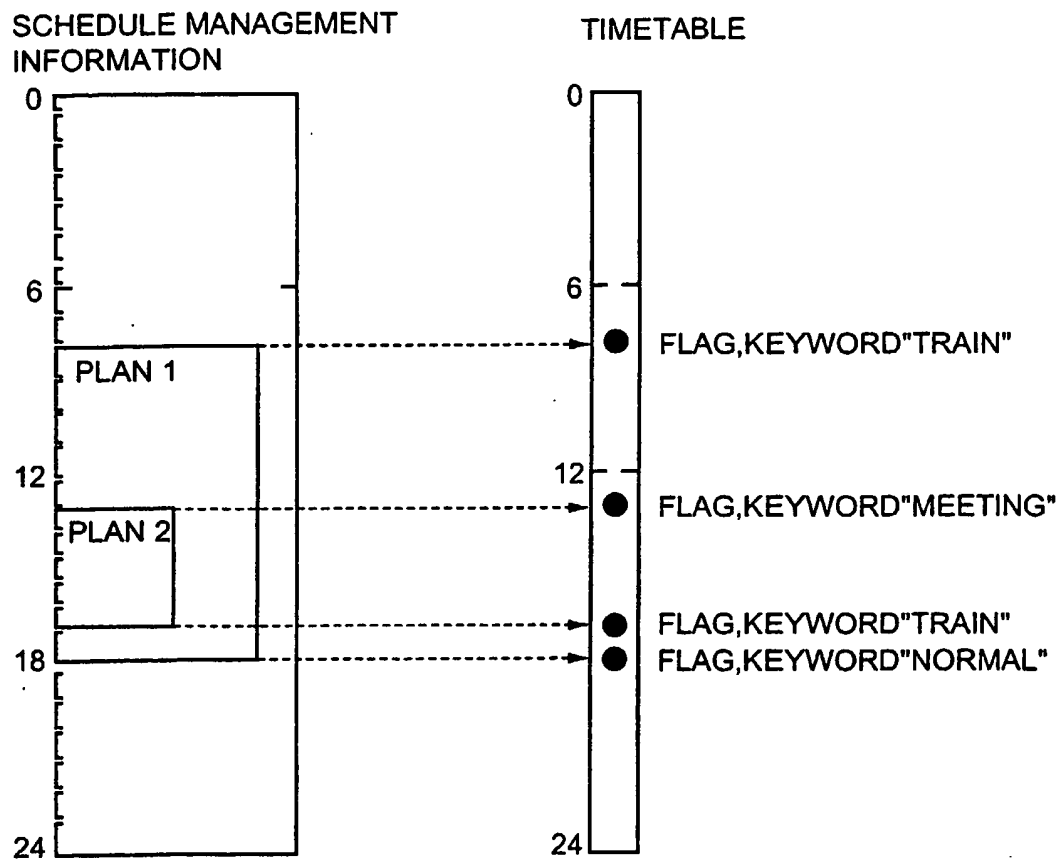 SCHEDULE MANAGEMENT
INFORMATION
TIMETABLE
0
6
12
18
24
PLAN 1
PLAN 2
0
6
12
24
FLAG,KEYWORD"TRAIN"
FLAG,KEYWORD"MEETING"
FLAG,KEYWORD"TRAIN"
FLAG,KEYWORD"NORMAL"